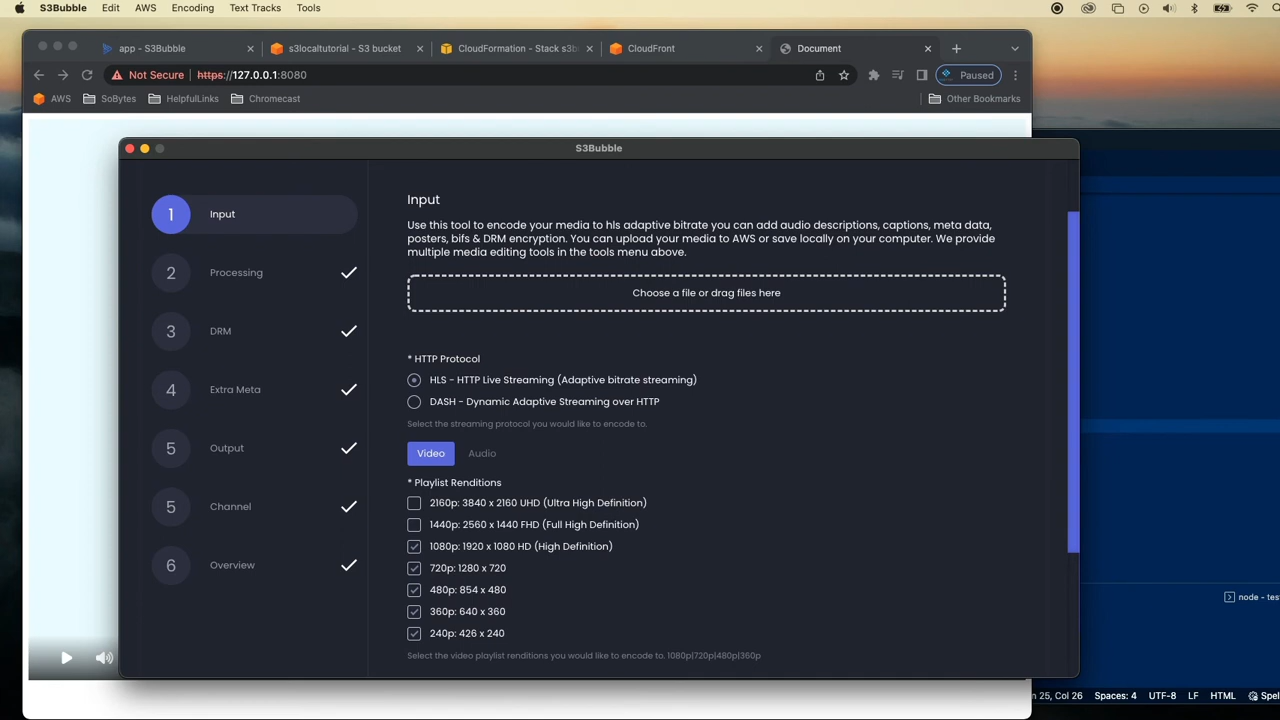 S3Bubble Edit AWS Encoding Text Tracks Tools
app - S3Bubble
s3localtutorial - S3 bucket
CloudFormation - Stack s3b
CloudFront
Document
Not Secure https://127.0.0.1:8080
Paused
AWS SoBytes HelpfulLinks Chromecast Other Bookmarks
S3Bubble
1 Input
2 Processing
3 DRM
4 Extra Meta
5 Output
5 Channel
6 Overview
Input
Use this tool to encode your media to hls adaptive bitrate you can add audio descriptions, captions, meta data,
posters, bifs & DRM encryption. You can upload your media to AWS or save locally on your computer. We provide
multiple media editing tools in the tools menu above.
Choose a file or drag files here
* HTTP Protocol
HLS - HTTP Live Streaming (Adaptive bitrate streaming)
DASH - Dynamic Adaptive Streaming over HTTP
Select the streaming protocol you would like to encode to.
Video Audio
* Playlist Renditions
2160p: 3840 x 2160 UHD (Ultra High Definition)
1440p: 2560 x 1440 FHD (Full High Definition)
1080p: 1920 x 1080 HD (High Definition)
720p: 1280 x 720
480p: 854 x 480
360p: 640 x 360
240p: 426 x 240
Select the video playlist renditions you would like to encode to. 1080p|720p|480p|360p
node - tes
n 25, Col 26 Spaces: 4 UTF-8 LF HTML Spel